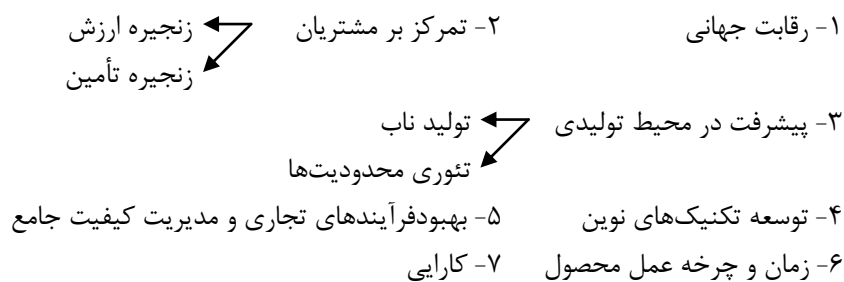 ۱- رقابت جهانی ۲- تمرکز بر مشتریان زنجیره ارزش
زنجیره تأمین
۳- پیشرفت در محیط تولیدی تولید ناب
تئوری محدودیت‌ها
۴- توسعه تکنیک‌های نوین ۵- بهبودفرآیندهای تجاری و مدیریت کیفیت جامع
۶- زمان و چرخه عمل محصول ۷- کارایی